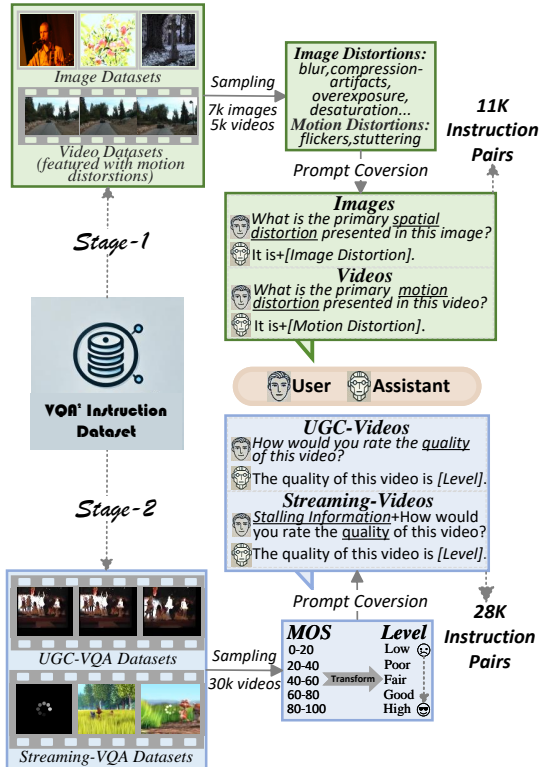 Image Datasets
Video Datasets
(featured with motion
distorstions)
Sampling
7k images
5k videos
Image Distortions:
blur,compression-
artifacts,
overexposure,
desaturation...
Motion Distortions:
flickers,stuttering
11K
Instruction
Pairs
Prompt Coversion
Stage-1
Images
What is the primary spatial
distortion presented in this image?
It is+[Image Distortion].
Videos
What is the primary motion
distortion presented in this video?
It is+[Motion Distortion].
VQA² Instruction
Dataset
User
Assistant
UGC-Videos
How would you rate the quality
of this video?
The quality of this video is [Level].
Streaming-Videos
Stalling Information+How would
you rate the quality of this video?
The quality of this video is [Level].
Stage-2
Prompt Coversion
28K
Instruction
Pairs
UGC-VQA Datasets
Streaming-VQA Datasets
Sampling
30k videos
MOS Level
0-20 Low
20-40 Poor
40-60 Transform Fair
60-80 Good
80-100 High